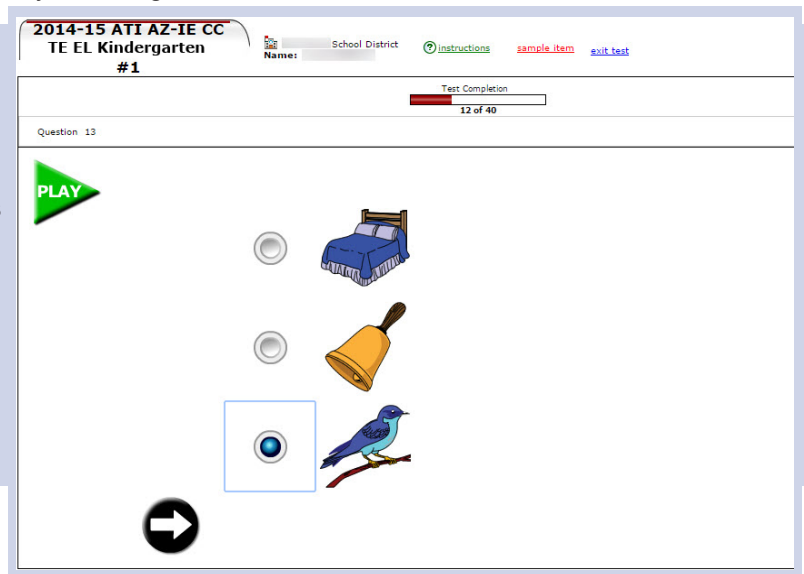 2014-15 ATI AZ-IE CC
TE EL Kindergarten
#1
School District
Name:
? instructions
sample item
exit test
Test Completion
12 of 40
Question 13
PLAY